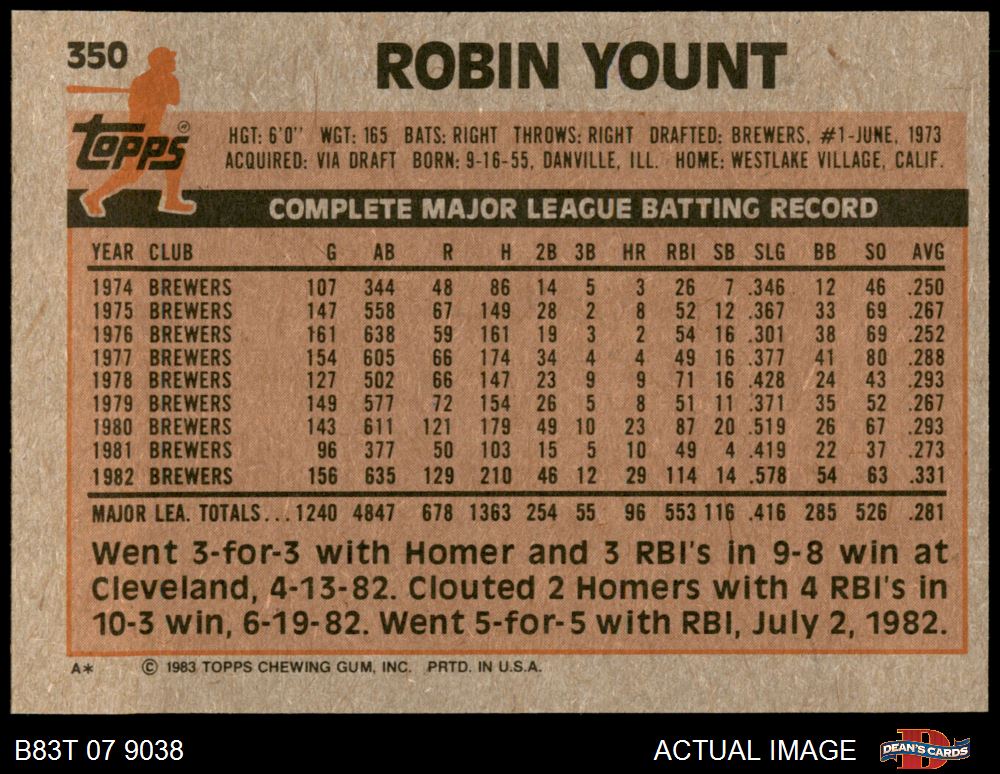 350
ROBIN YOUNT
Topps®
HGT: 6'0" WGT: 165 BATS: RIGHT THROWS: RIGHT DRAFTED: BREWERS, #1-JUNE, 1973
ACQUIRED: VIA DRAFT BORN: 9-16-55, DANVILLE, ILL. HOME: WESTLAKE VILLAGE, CALIF.
COMPLETE MAJOR LEAGUE BATTING RECORD
YEAR CLUB G AB R H 2B 3B HR RBI SB SLG BB SO AVG
1974 BREWERS 107 344 48 86 14 5 3 26 7 .346 12 46 .250
1975 BREWERS 147 558 67 149 28 2 8 52 12 .367 33 69 .267
1976 BREWERS 161 638 59 161 19 3 2 54 16 .301 38 69 .252
1977 BREWERS 154 605 66 174 34 4 4 49 16 .377 41 80 .288
1978 BREWERS 127 502 66 147 23 9 9 71 16 .428 24 43 .293
1979 BREWERS 149 577 72 154 26 5 8 51 11 .371 35 52 .267
1980 BREWERS 143 611 121 179 49 10 23 87 20 .519 26 67 .293
1981 BREWERS 96 377 50 103 15 5 10 49 4 .419 22 37 .273
1982 BREWERS 156 635 129 210 46 12 29 114 14 .578 54 63 .331
MAJOR LEA. TOTALS...1240 4847 678 1363 254 55 96 553 116 .416 285 526 .281
Went 3-for-3 with Homer and 3 RBI's in 9-8 win at
Cleveland, 4-13-82. Clouted 2 Homers with 4 RBI's in
10-3 win, 6-19-82. Went 5-for-5 with RBI, July 2, 1982.
A* © 1983 TOPPS CHEWING GUM, INC. PRTD. IN U.S.A.
B83T 07 9038 ACTUAL IMAGE DEAN'S CARDS